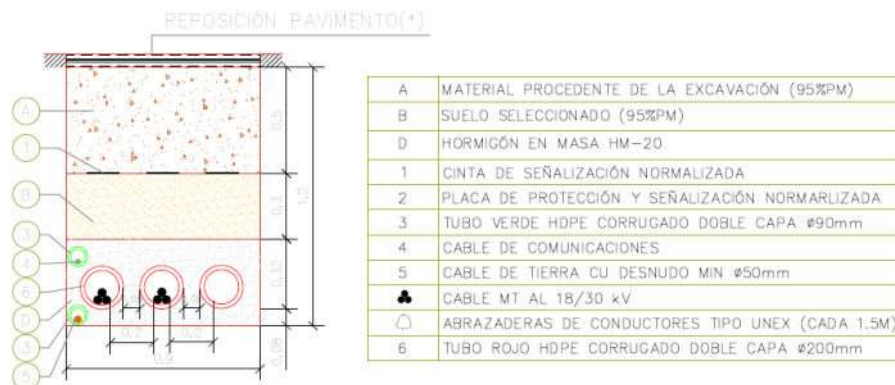 REPOSICIÓN PAVIMENTO(*)
A
1
B
3
4
6
D
3
5
0,5
0,3
0,32
0,08
1,2
0,2
0,2
A MATERIAL PROCEDENTE DE LA EXCAVACIÓN (95%PM)
B SUELO SELECCIONADO (95%PM)
D HORMIGÓN EN MASA HM-20
1 CINTA DE SEÑALIZACIÓN NORMALIZADA
2 PLACA DE PROTECCIÓN Y SEÑALIZACIÓN NORMARLIZADA
3 TUBO VERDE HDPE CORRUGADO DOBLE CAPA ø90mm
4 CABLE DE COMUNICACIONES
5 CABLE DE TIERRA CU DESNUDO MIN ø50mm
CABLE MT AL 18/30 kV
ABRAZADERAS DE CONDUCTORES TIPO UNEX (CADA 1.5M)
6 TUBO ROJO HDPE CORRUGADO DOBLE CAPA ø200mm